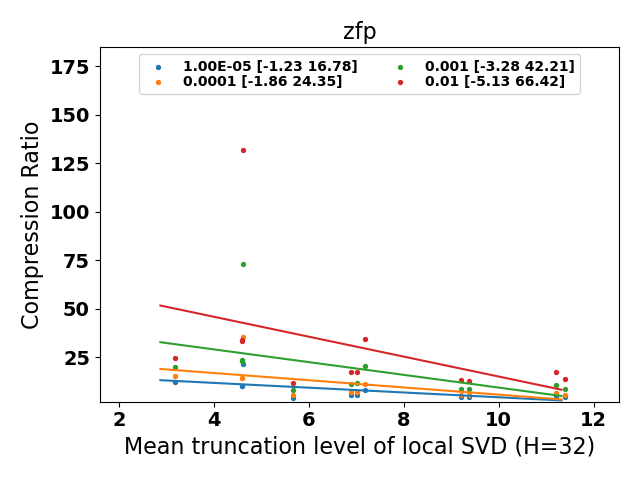 zfp
1.00E-05 [-1.23 16.78]
0.0001 [-1.86 24.35]
0.001 [-3.28 42.21]
0.01 [-5.13 66.42]
Compression Ratio
175
150
125
100
75
50
25
2 4 6 8 10 12
Mean truncation level of local SVD (H=32)